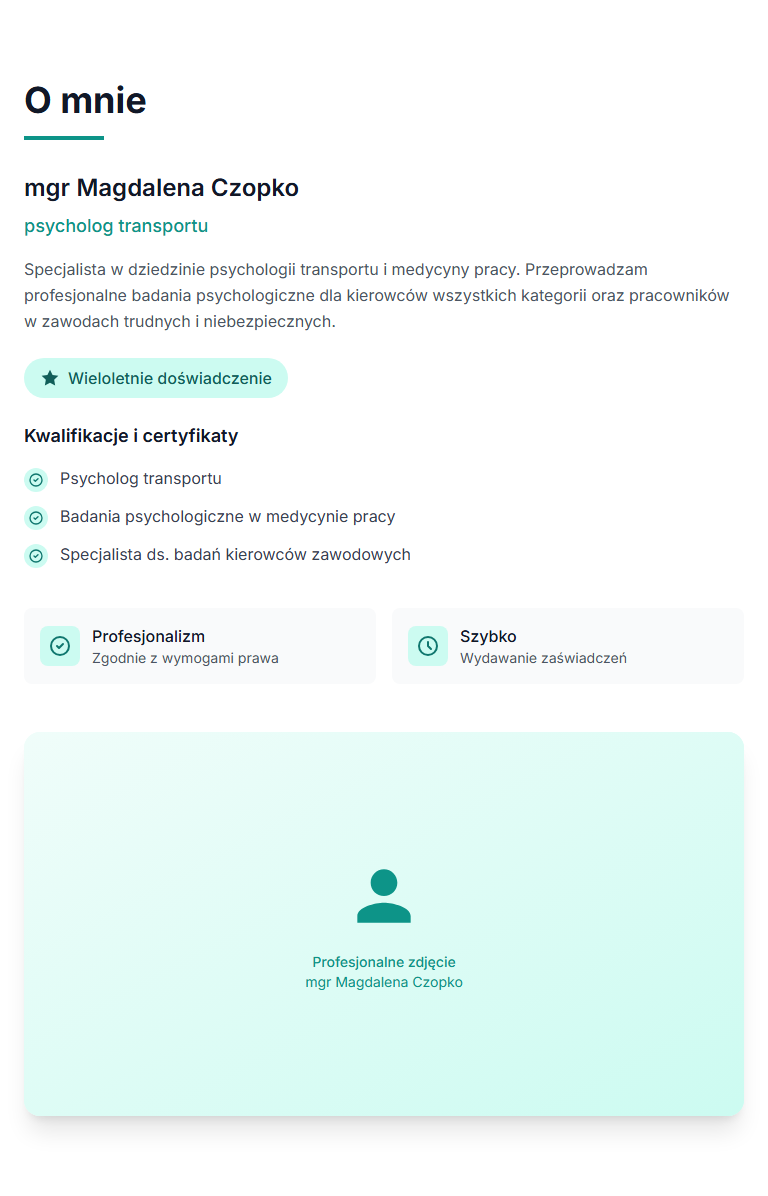 O mnie
mgr Magdalena Czopko
psycholog transportu
Specjalista w dziedzinie psychologii transportu i medycyny pracy. Przeprowadzam
profesjonalne badania psychologiczne dla kierowców wszystkich kategorii oraz pracowników
w zawodach trudnych i niebezpiecznych.
Wieloletnie doświadczenie
Kwalifikacje i certyfikaty
Psycholog transportu
Badania psychologiczne w medycynie pracy
Specjalista ds. badań kierowców zawodowych
Profesjonalizm
Zgodnie z wymogami prawa
Szybko
Wydawanie zaświadczeń
Profesjonalne zdjęcie
mgr Magdalena Czopko